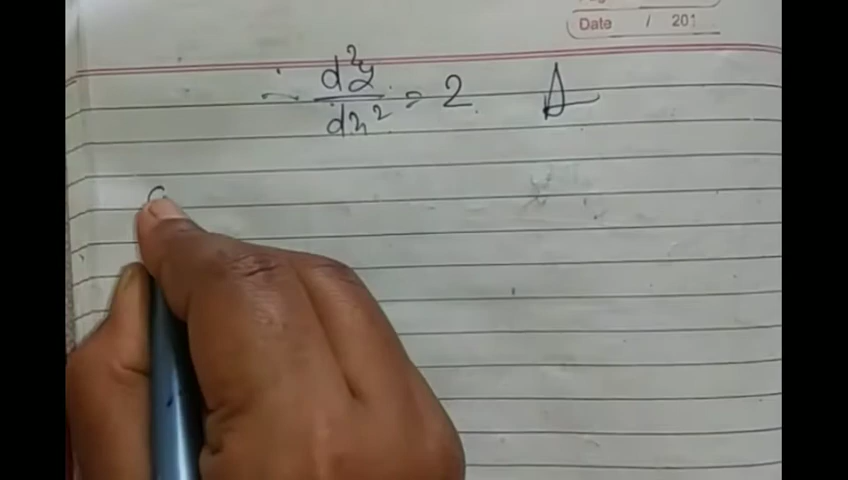 Date / 201
∴ d²y/dx² = 2